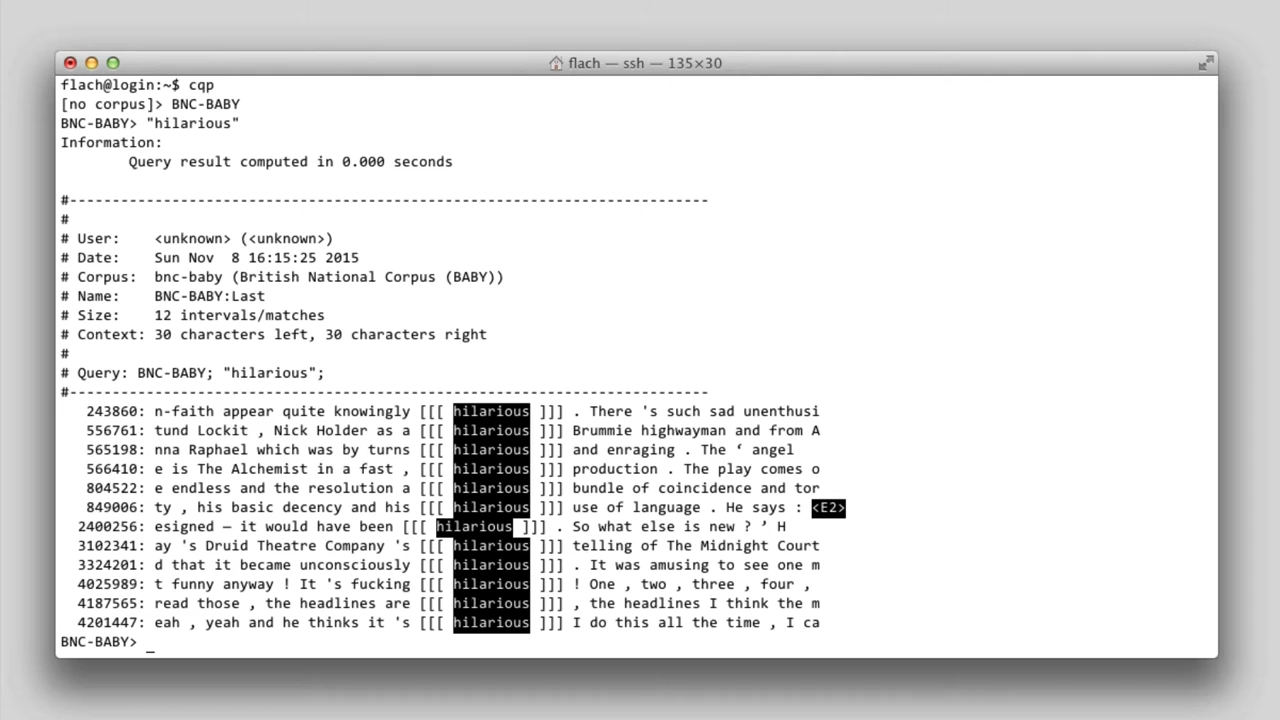 flach — ssh — 135×30
flach@login:~$ cqp
[no corpus]> BNC-BABY
BNC-BABY> "hilarious"
Information:
Query result computed in 0.000 seconds
#---------------------------------------------------------------------------
#
# User: <unknown> (<unknown>)
# Date: Sun Nov  8 16:15:25 2015
# Corpus: bnc-baby (British National Corpus (BABY))
# Name: BNC-BABY:Last
# Size: 12 intervals/matches
# Context: 30 characters left, 30 characters right
#
# Query: BNC-BABY; "hilarious";
#---------------------------------------------------------------------------
243860: n-faith appear quite knowingly [[[ hilarious ]]] . There 's such sad unenthusi
556761: tund Lockit , Nick Holder as a [[[ hilarious ]]] Brummie highwayman and from A
565198: nna Raphael which was by turns [[[ hilarious ]]] and enraging . The ‘ angel
566410: e is The Alchemist in a fast , [[[ hilarious ]]] production . The play comes o
804522: e endless and the resolution a [[[ hilarious ]]] bundle of coincidence and tor
849006: ty , his basic decency and his [[[ hilarious ]]] use of language . He says : <E2>
2400256: esigned — it would have been [[[ hilarious ]]] . So what else is new ? ’ H
3102341: ay 's Druid Theatre Company 's [[[ hilarious ]]] telling of The Midnight Court
3324201: d that it became unconsciously [[[ hilarious ]]] . It was amusing to see one m
4025989: t funny anyway ! It 's fucking [[[ hilarious ]]] ! One , two , three , four ,
4187565: read those , the headlines are [[[ hilarious ]]] , the headlines I think the m
4201447: eah , yeah and he thinks it 's [[[ hilarious ]]] I do this all the time , I ca
BNC-BABY> _